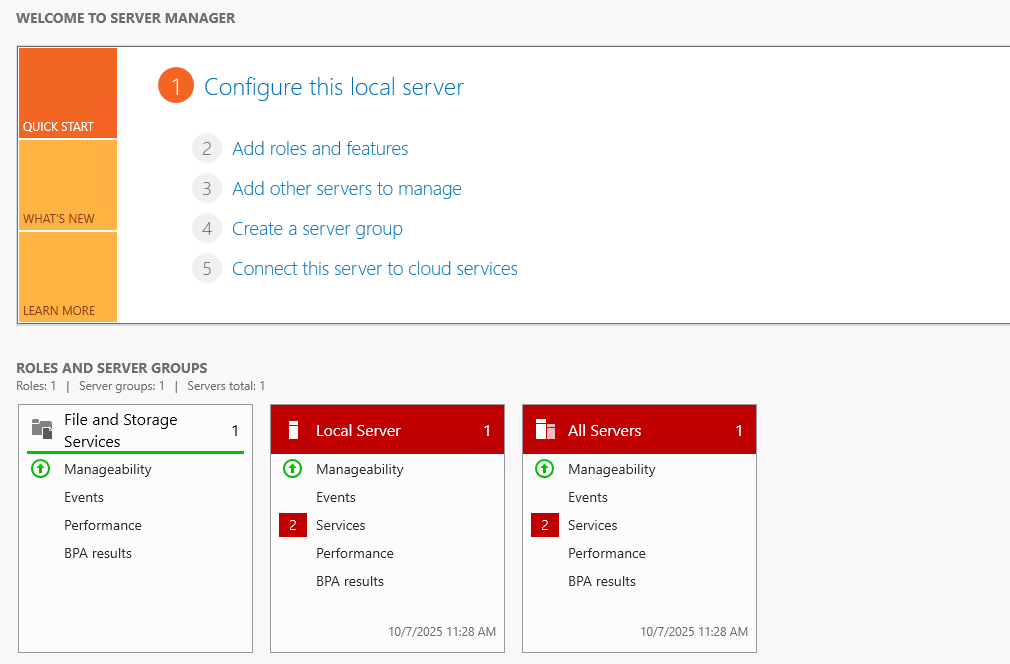 WELCOME TO SERVER MANAGER
QUICK START
WHAT'S NEW
LEARN MORE
1 Configure this local server
2 Add roles and features
3 Add other servers to manage
4 Create a server group
5 Connect this server to cloud services
ROLES AND SERVER GROUPS
Roles: 1 | Server groups: 1 | Servers total: 1
File and Storage
Services 1
Manageability
Events
Performance
BPA results
Local Server 1
Manageability
Events
2 Services
Performance
BPA results
10/7/2025 11:28 AM
All Servers 1
Manageability
Events
2 Services
Performance
BPA results
10/7/2025 11:28 AM